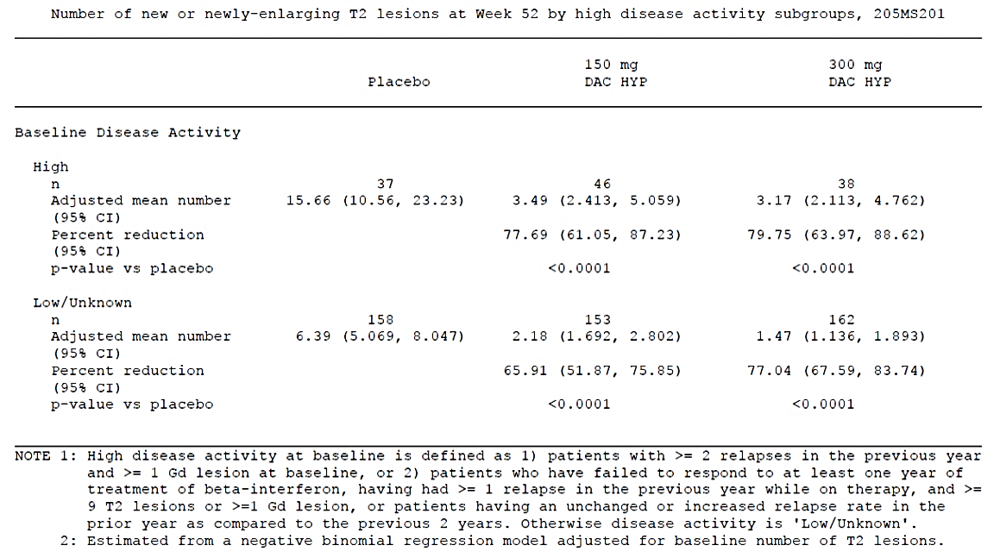 Number of new or newly-enlarging T2 lesions at Week 52 by high disease activity subgroups, 205MS201
150 mg 300 mg
Placebo DAC HYP DAC HYP
Baseline Disease Activity
High
n 37 46 38
Adjusted mean number 15.66 (10.56, 23.23) 3.49 (2.413, 5.059) 3.17 (2.113, 4.762)
(95% CI)
Percent reduction 77.69 (61.05, 87.23) 79.75 (63.97, 88.62)
(95% CI)
p-value vs placebo <0.0001 <0.0001
Low/Unknown
n 158 153 162
Adjusted mean number 6.39 (5.069, 8.047) 2.18 (1.692, 2.802) 1.47 (1.136, 1.893)
(95% CI)
Percent reduction 65.91 (51.87, 75.85) 77.04 (67.59, 83.74)
(95% CI)
p-value vs placebo <0.0001 <0.0001
NOTE 1: High disease activity at baseline is defined as 1) patients with >= 2 relapses in the previous year
and >= 1 Gd lesion at baseline, or 2) patients who have failed to respond to at least one year of
treatment of beta-interferon, having had >= 1 relapse in the previous year while on therapy, and >=
9 T2 lesions or >=1 Gd lesion, or patients having an unchanged or increased relapse rate in the
prior year as compared to the previous 2 years. Otherwise disease activity is 'Low/Unknown'.
2: Estimated from a negative binomial regression model adjusted for baseline number of T2 lesions.